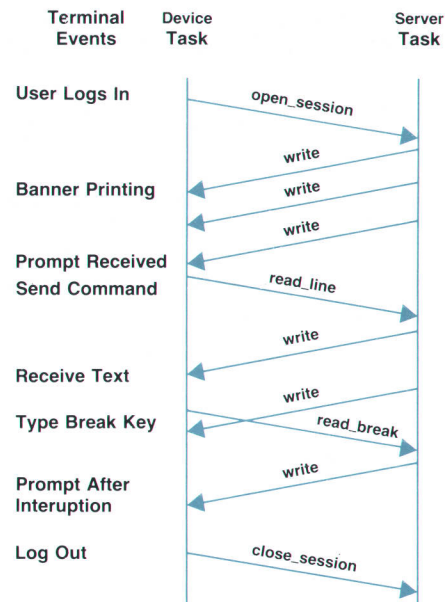 Terminal Events
Device Task
Server Task
User Logs In
open_session
write
Banner Printing
write
write
Prompt Received
Send Command
read_line
write
Receive Text
write
Type Break Key
read_break
write
Prompt After
Interuption
Log Out
close_session